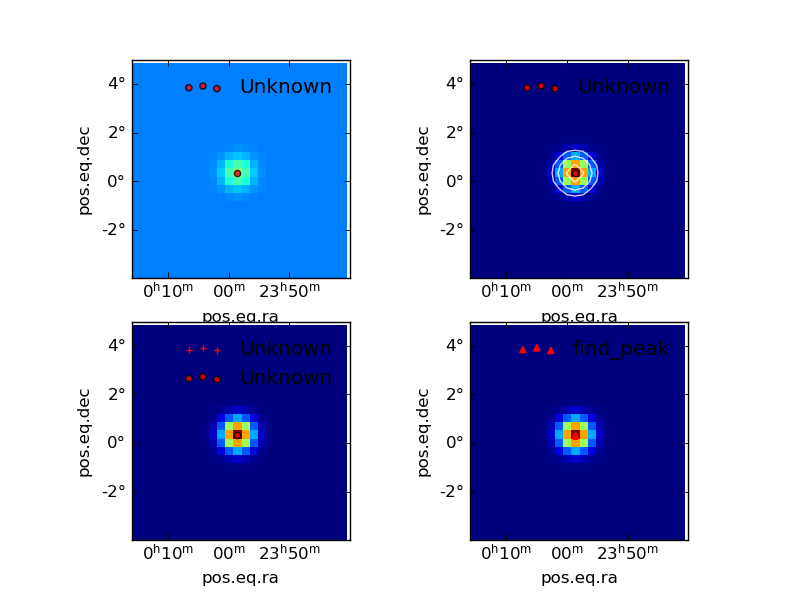 Unknown
4°
2°
0°
-2°
pos.eq.dec
0ʰ10ᵐ 00ᵐ 23ʰ50ᵐ
pos.eq.ra
Unknown
4°
2°
0°
-2°
pos.eq.dec
0ʰ10ᵐ 00ᵐ 23ʰ50ᵐ
pos.eq.ra
Unknown
Unknown
4°
2°
0°
-2°
pos.eq.dec
0ʰ10ᵐ 00ᵐ 23ʰ50ᵐ
pos.eq.ra
find_peak
4°
2°
0°
-2°
pos.eq.dec
0ʰ10ᵐ 00ᵐ 23ʰ50ᵐ
pos.eq.ra